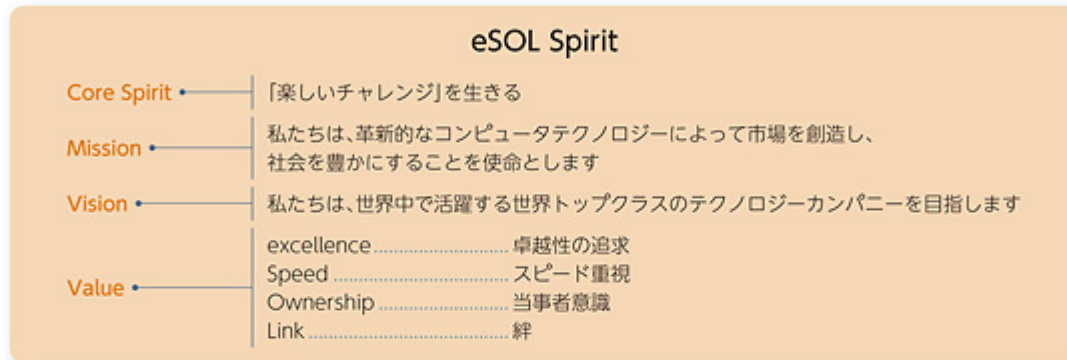 eSOL Spirit
Core Spirit 「楽しいチャレンジ」を生きる
Mission 私たちは、革新的なコンピュータテクノロジーによって市場を創造し、
社会を豊かにすることを使命とします
Vision 私たちは、世界中で活躍する世界トップクラスのテクノロジーカンパニーを目指します
Value
excellence 卓越性の追求
Speed スピード重視
Ownership 当事者意識
Link 絆